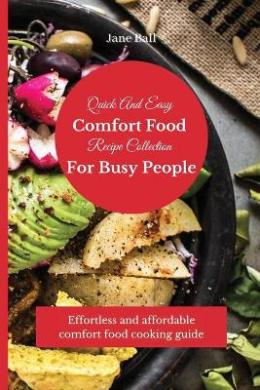 Jane Ball
Quick And Easy
Comfort Food
Recipe Collection
For Busy People
Effortless and affordable
comfort food cooking guide